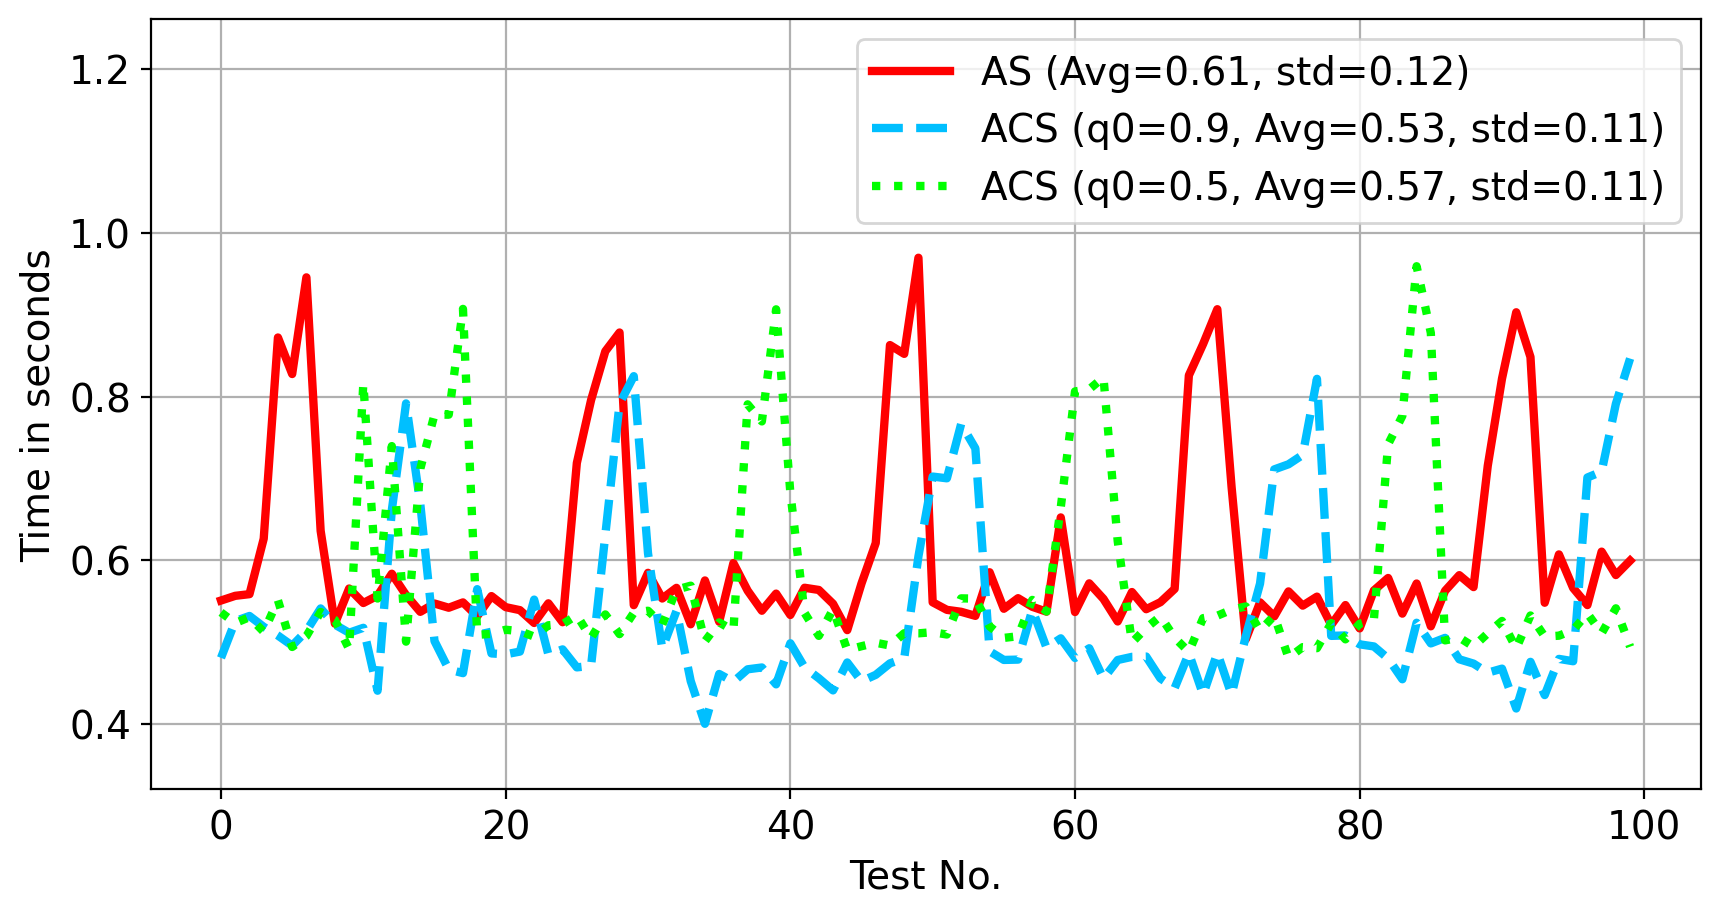 AS (Avg=0.61, std=0.12)
ACS (q0=0.9, Avg=0.53, std=0.11)
ACS (q0=0.5, Avg=0.57, std=0.11)
1.2
1.0
0.8
0.6
0.4
Time in seconds
0 20 40 60 80 100
Test No.